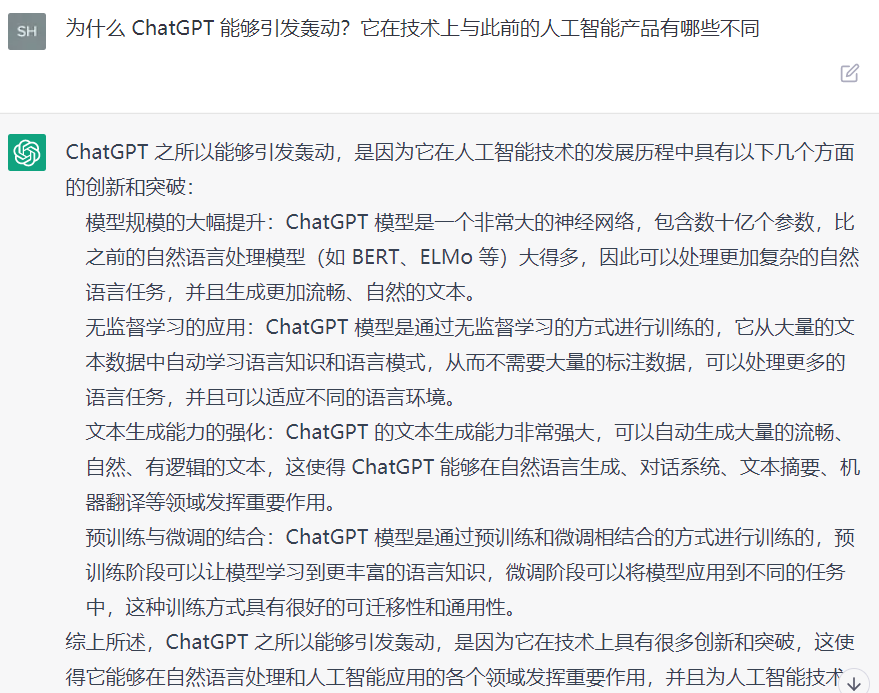 SH
为什么 ChatGPT 能够引发轰动？它在技术上与此前的人工智能产品有哪些不同
ChatGPT 之所以能够引发轰动，是因为它在人工智能技术的发展历程中具有以下几个方面
的创新和突破：
模型规模的大幅提升：ChatGPT 模型是一个非常大的神经网络，包含数十亿个参数，比
之前的自然语言处理模型（如 BERT、ELMo 等）大得多，因此可以处理更加复杂的自然
语言任务，并且生成更加流畅、自然的文本。
无监督学习的应用：ChatGPT 模型是通过无监督学习的方式进行训练的，它从大量的文
本数据中自动学习语言知识和语言模式，从而不需要大量的标注数据，可以处理更多的
语言任务，并且可以适应不同的语言环境。
文本生成能力的强化：ChatGPT 的文本生成能力非常强大，可以自动生成大量的流畅、
自然、有逻辑的文本，这使得 ChatGPT 能够在自然语言生成、对话系统、文本摘要、机
器翻译等领域发挥重要作用。
预训练与微调的结合：ChatGPT 模型是通过预训练和微调相结合的方式进行训练的，预
训练阶段可以让模型学习到更丰富的语言知识，微调阶段可以将模型应用到不同的任务
中，这种训练方式具有很好的可迁移性和通用性。
综上所述，ChatGPT 之所以能够引发轰动，是因为它在技术上具有很多创新和突破，这使
得它能够在自然语言处理和人工智能应用的各个领域发挥重要作用，并且为人工智能技术